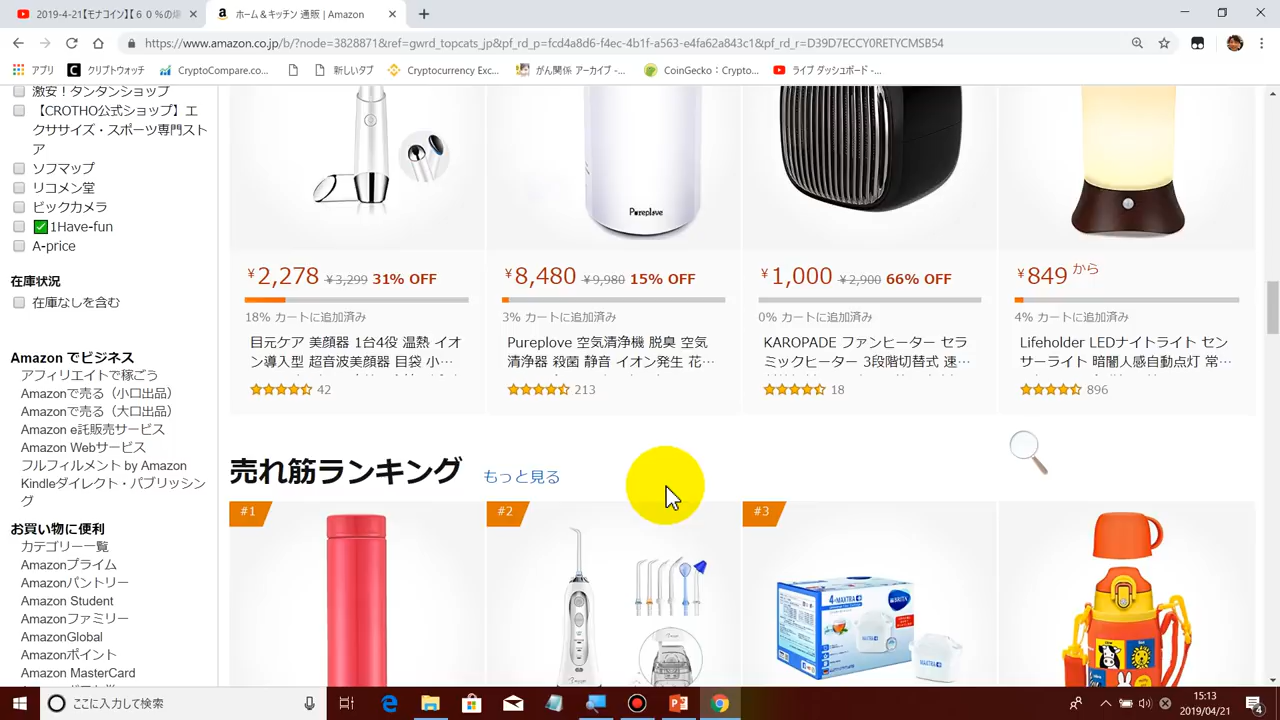 2019-4-21【モナコイン】【６０%の爆
ホーム＆キッチン 通販 | Amazon
https://www.amazon.co.jp/b/?node=3828871&ref=gwrd_topcats_jp&pf_rd_p=fcd4a8d6-f4ec-4b1f-a563-e4fa62a843c1&pf_rd_r=D39D7ECCY0RETYCMSB54
アプリ
クリプトウォッチ
CryptoCompare.co...
新しいタブ
Cryptocurrency Exc...
がん関係 アーカイブ - ...
CoinGecko：Crypto...
ライブ ダッシュボード - ...
激安！タンタンショップ
【CROTHO公式ショップ】エ
クササイズ・スポーツ専門スト
ア
ソフマップ
リコメン堂
ビックカメラ
✅1Have-fun
A-price
在庫状況
在庫なしを含む
Amazon でビジネス
アフィリエイトで稼ごう
Amazonで売る（小口出品）
Amazonで売る（大口出品）
Amazon e託販売サービス
Amazon Webサービス
フルフィルメント by Amazon
Kindleダイレクト・パブリッシン
グ
お買い物に便利
カテゴリー一覧
Amazonプライム
Amazonパントリー
Amazon Student
Amazonファミリー
AmazonGlobal
Amazonポイント
Amazon MasterCard
￥2,278 ￥3,299 31% OFF
18% カートに追加済み
目元ケア 美顔器 1台4役 温熱 イオ
ン導入型 超音波美顔器 目袋 小…
42
Pureplave
￥8,480 ￥9,980 15% OFF
3% カートに追加済み
Pureplove 空気清浄機 脱臭 空気
清浄器 殺菌 静音 イオン発生 花…
213
￥1,000 ￥2,900 66% OFF
0% カートに追加済み
KAROPADE ファンヒーター セラ
ミックヒーター 3段階切替式 速…
18
￥849 から
4% カートに追加済み
Lifeholder LEDナイトライト セン
サーライト 暗闇人感自動点灯 常…
896
売れ筋ランキング もっと見る
#1
#2
#3
4×MAXTRA+
BRITA
MAXTRA+
ここに入力して検索
15:13
2019/04/21
4